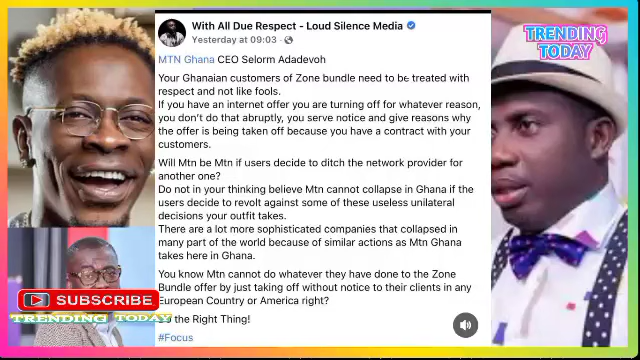 With All Due Respect - Loud Silence Media
Yesterday at 09:03 ·
MTN Ghana CEO Selorm Adadevoh
Your Ghanaian customers of Zone bundle need to be treated with
respect and not like fools.
If you have an internet offer you are turning off for whatever reason,
you don't do that abruptly, you serve notice and give reasons why
the offer is being taken off because you have a contract with your
customers.
Will Mtn be Mtn if users decide to ditch the network provider for
another one?
Do not in your thinking believe Mtn cannot collapse in Ghana if the
users decide to revolt against some of these useless unilateral
decisions your outfit takes.
There are a lot more sophisticated companies that collapsed in
many part of the world because of similar actions as Mtn Ghana
takes here in Ghana.
You know Mtn cannot do whatever they have done to the Zone
Bundle offer by just taking off without notice to their clients in any
European Country or America right?
the Right Thing!
#Focus
TRENDING
TODAY
SUBSCRIBE
TRENDING TODAY